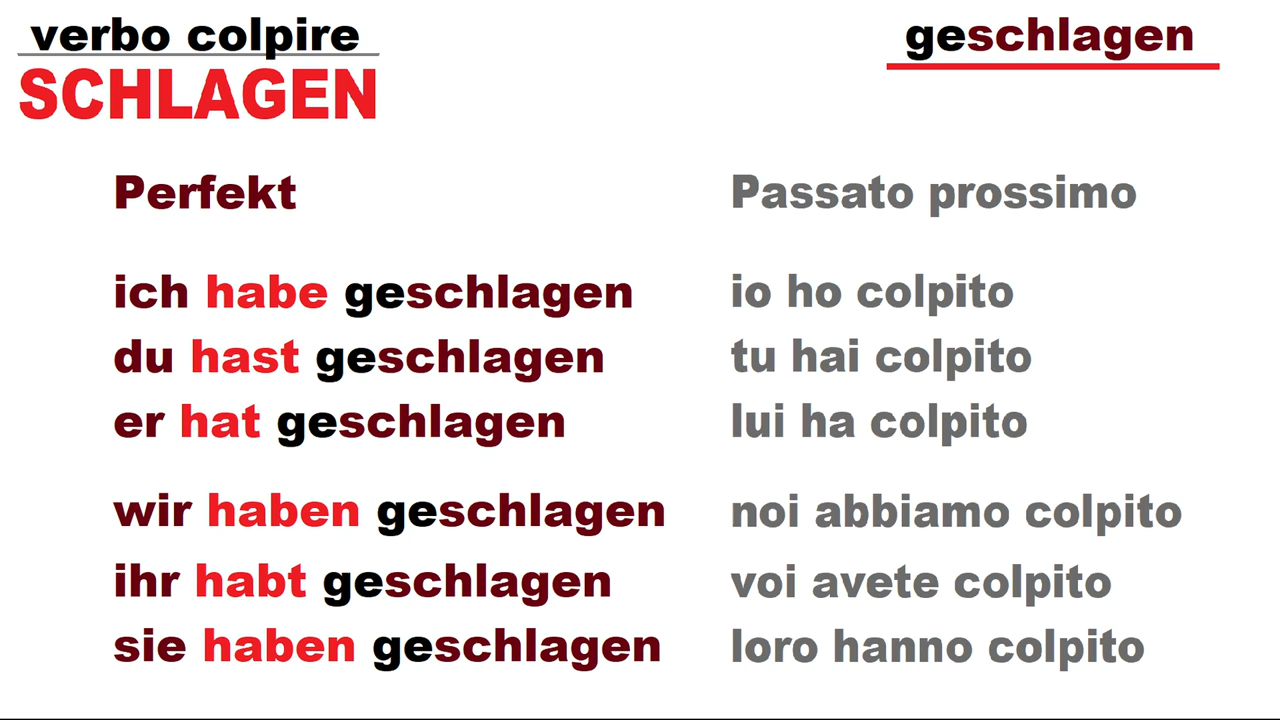 verbo colpire
SCHLAGEN
geschlagen
Perfekt
Passato prossimo
ich habe geschlagen
io ho colpito
du hast geschlagen
tu hai colpito
er hat geschlagen
lui ha colpito
wir haben geschlagen
noi abbiamo colpito
ihr habt geschlagen
voi avete colpito
sie haben geschlagen
loro hanno colpito